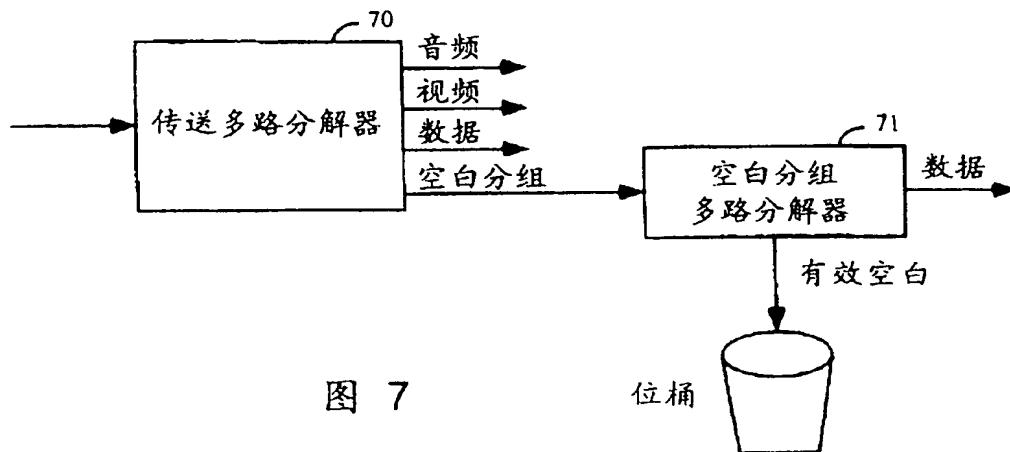 70
音频
视频
数据
空白分组
传送多路分解器
71
空白分组
多路分解器
数据
有效空白
位桶
图 7